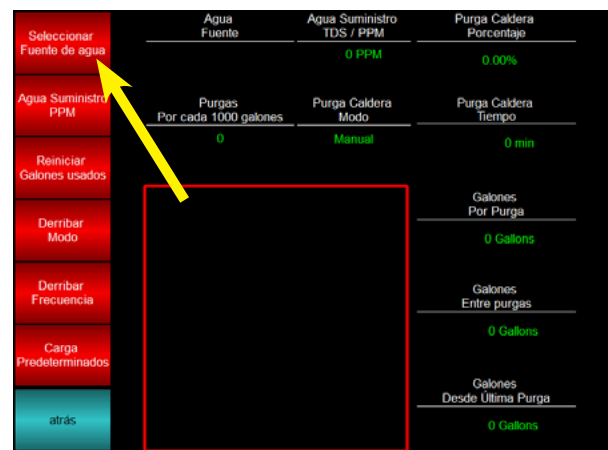 Seleccionar
Fuente de agua
Agua Suministro
PPM
Reiniciar
Galones usados
Derribar
Modo
Derribar
Frecuencia
Carga
Predeterminados
atrás
Agua
Fuente
Agua Suministro
TDS / PPM
0 PPM
Purga Caldera
Porcentaje
0.00%
Purgas
Por cada 1000 galones
0
Purga Caldera
Modo
Manual
Purga Caldera
Tiempo
0 min
Galones
Por Purga
0 Gallons
Galones
Entre purgas
0 Gallons
Galones
Desde Última Purga
0 Gallons